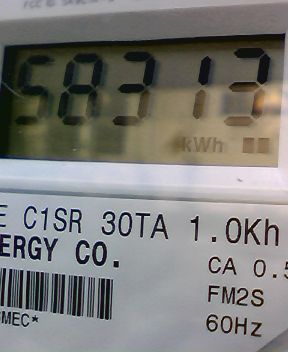 58313
kWh
E C1SR 30TA 1.0Kh
ERGY CO.
CA 0.5
FM2S
MEC*
60Hz